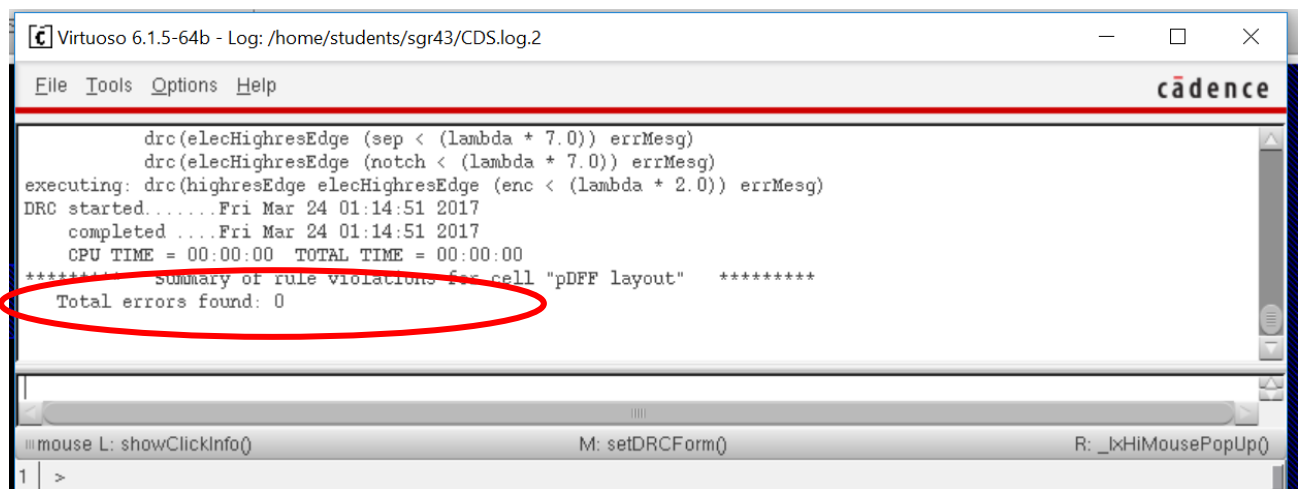 Virtuoso 6.1.5-64b - Log: /home/students/sgr43/CDS.log.2
File Tools Options Help cādence
drc(elecHighresEdge (sep < (lambda * 7.0)) errMesg)
drc(elecHighresEdge (notch < (lambda * 7.0)) errMesg)
executing: drc(highresEdge elecHighresEdge (enc < (lambda * 2.0)) errMesg)
DRC started.......Fri Mar 24 01:14:51 2017
completed ....Fri Mar 24 01:14:51 2017
CPU TIME = 00:00:00 TOTAL TIME = 00:00:00
********* Summary of rule violations for cell "pDFF layout" *********
Total errors found: 0
mouse L: showClickInfo() M: setDRCForm() R: _lxHiMousePopUp()
1 >